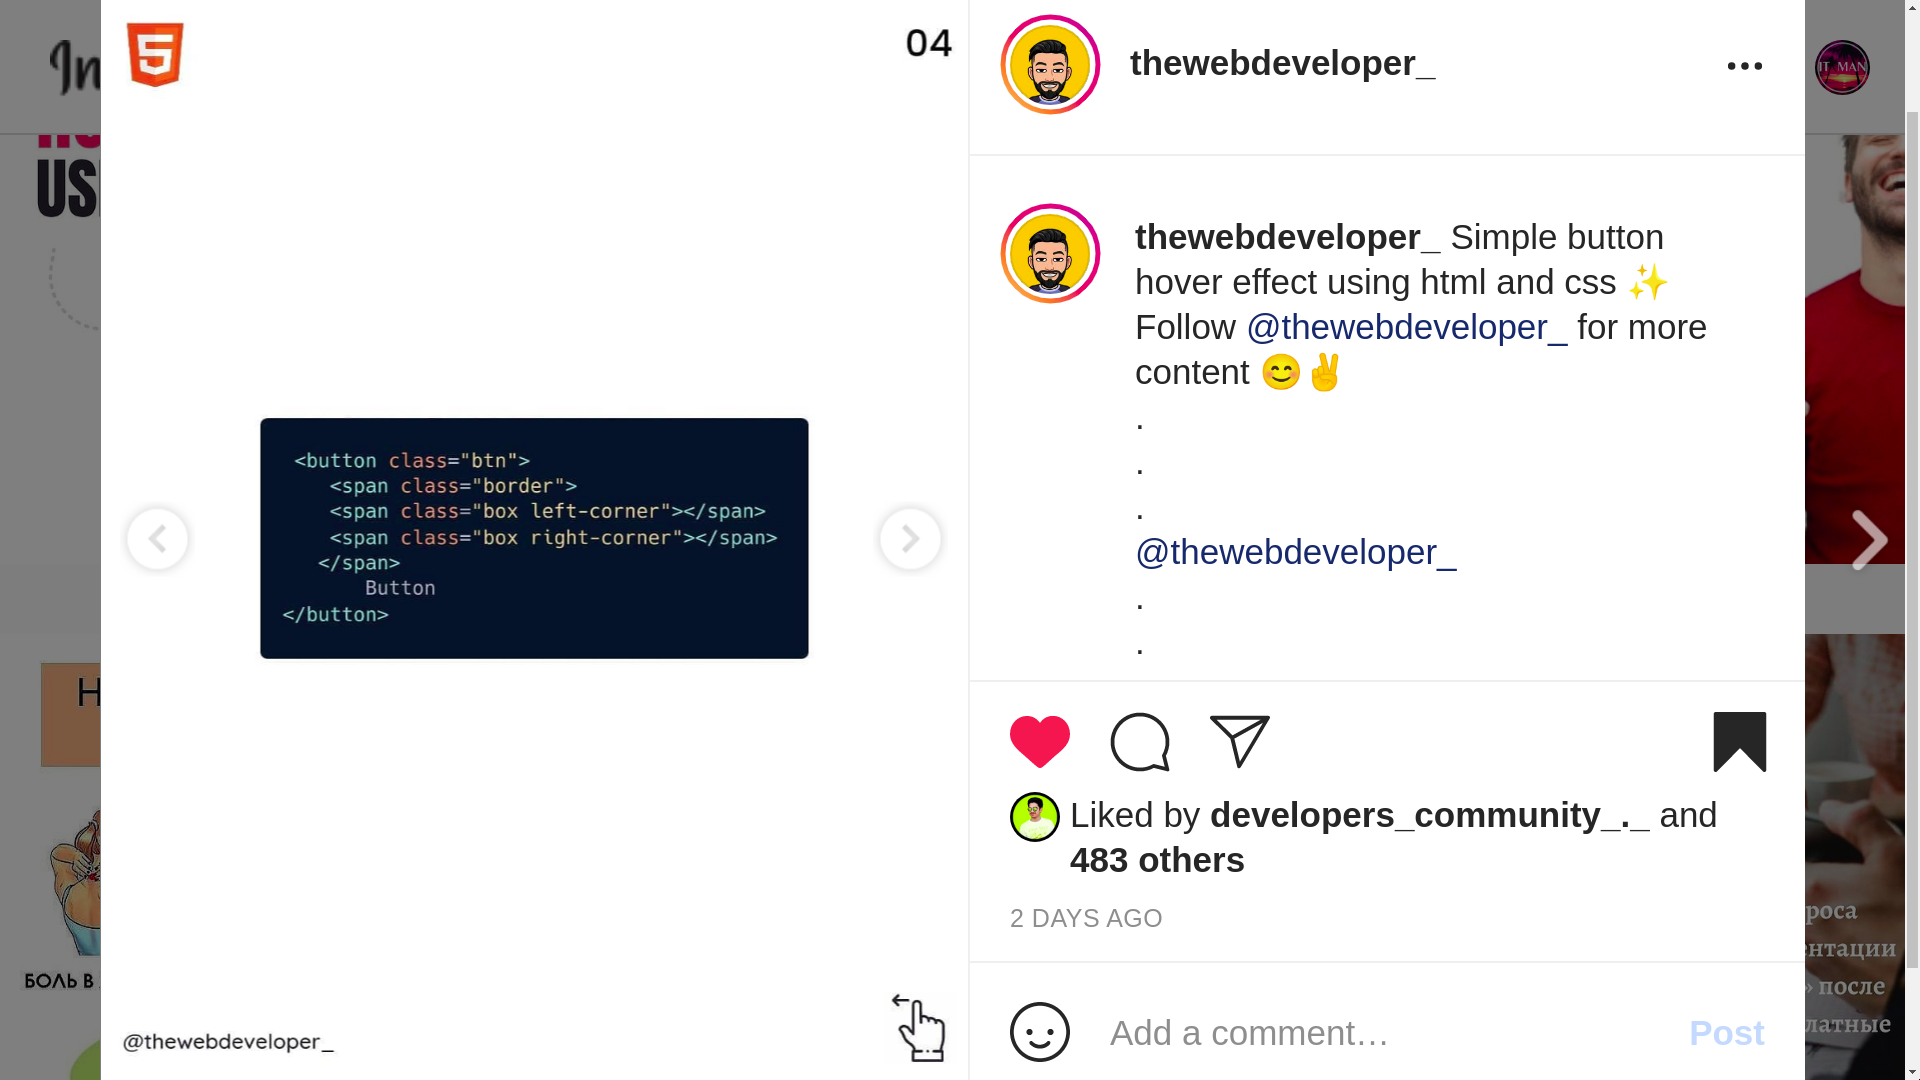 In
04
US
<button class="btn">
<span class="border">
<span class="box left-corner"></span>
<span class="box right-corner"></span>
</span>
Button
</button>
@thewebdeveloper_
БОЛЬ В
thewebdeveloper_
thewebdeveloper_ Simple button
hover effect using html and css ✨
Follow @thewebdeveloper_ for more
content 😊✌
.
.
.
@thewebdeveloper_
.
.
Liked by developers_community_._ and
483 others
2 DAYS AGO
Add a comment…
Post
IT MAN
роса
ентации
» после
латные